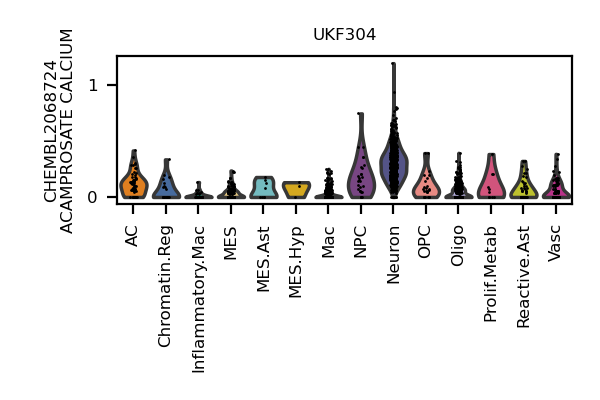 UKF304
CHEMBL2068724
ACAMPROSATE CALCIUM
1
0
AC
Chromatin.Reg
Inflammatory.Mac
MES
MES.Ast
MES.Hyp
Mac
NPC
Neuron
OPC
Oligo
Prolif.Metab
Reactive.Ast
Vasc